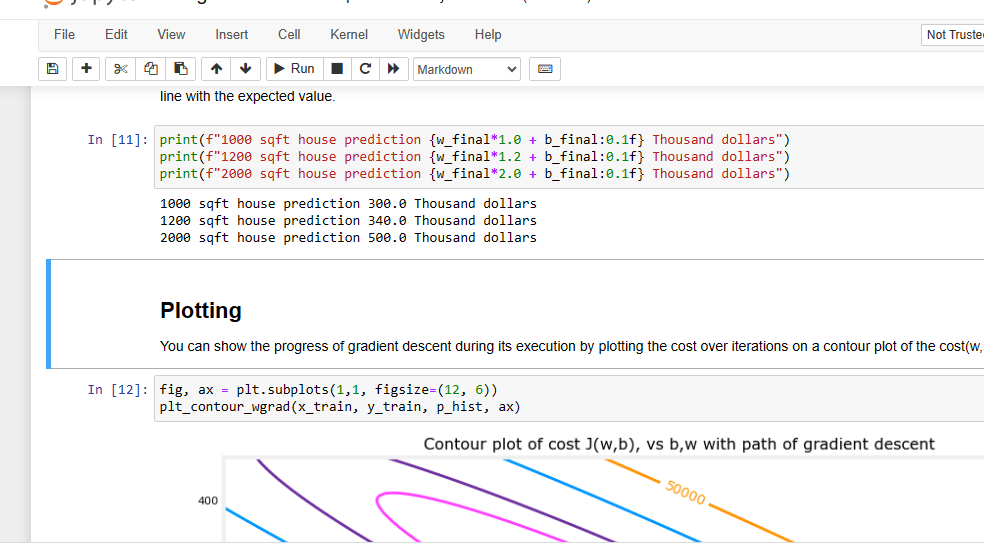 File Edit View Insert Cell Kernel Widgets Help Not Truste
Run Markdown
line with the expected value.
In [11]: print(f"1000 sqft house prediction {w_final*1.0 + b_final:0.1f} Thousand dollars")
print(f"1200 sqft house prediction {w_final*1.2 + b_final:0.1f} Thousand dollars")
print(f"2000 sqft house prediction {w_final*2.0 + b_final:0.1f} Thousand dollars")
1000 sqft house prediction 300.0 Thousand dollars
1200 sqft house prediction 340.0 Thousand dollars
2000 sqft house prediction 500.0 Thousand dollars
Plotting
You can show the progress of gradient descent during its execution by plotting the cost over iterations on a contour plot of the cost(w,
In [12]: fig, ax = plt.subplots(1,1, figsize=(12, 6))
plt_contour_wgrad(x_train, y_train, p_hist, ax)
Contour plot of cost J(w,b), vs b,w with path of gradient descent
50000
400